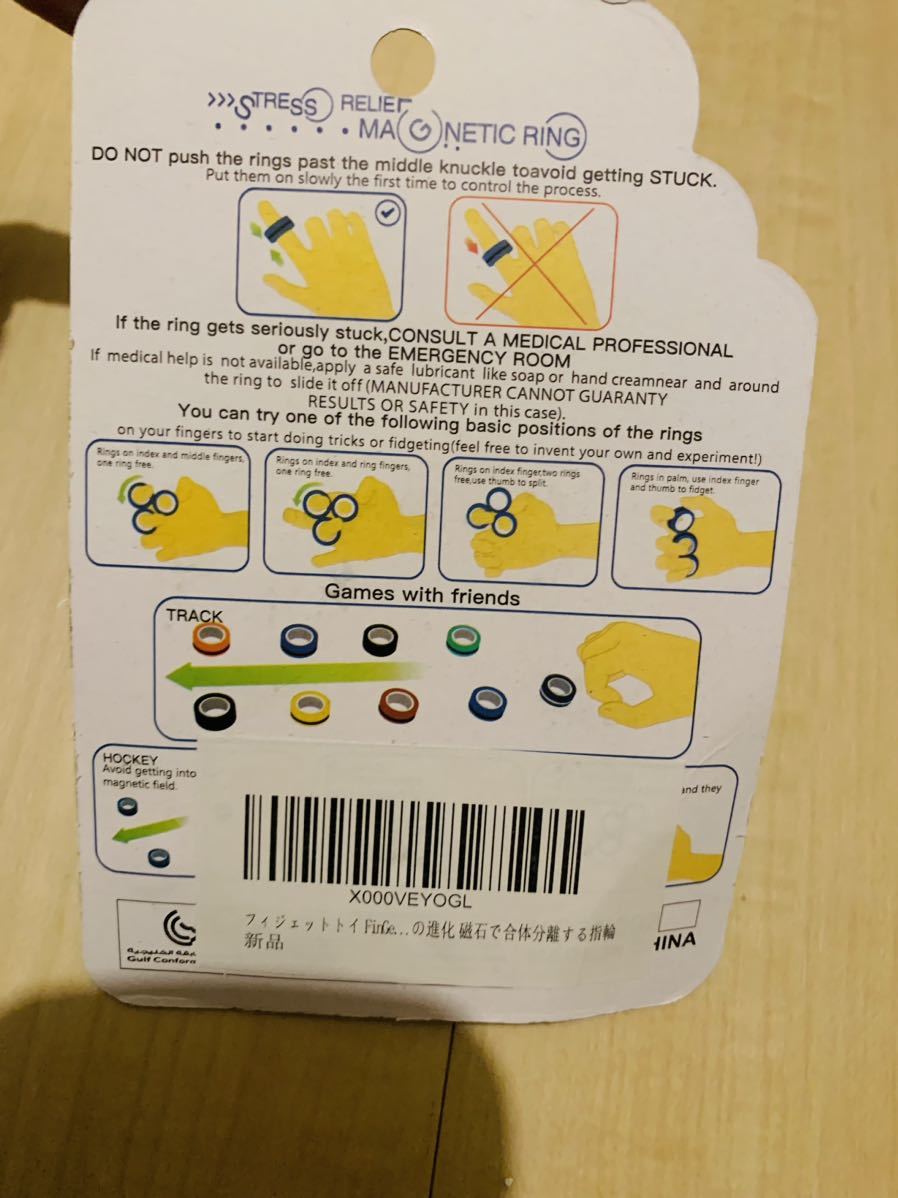 >>>STRESS RELIEF
MAGNETIC RING
DO NOT push the rings past the middle knuckle toavoid getting STUCK.
Put them on slowly the first time to control the process.
If the ring gets seriously stuck,CONSULT A MEDICAL PROFESSIONAL
or go to the EMERGENCY ROOM
If medical help is not available,apply a safe lubricant like soap or hand creamnear and around
the ring to slide it off(MANUFACTURER CANNOT GUARANTY
RESULTS OR SAFETY in this case).
You can try one of the following basic positions of the rings
on your fingers to start doing tricks or fidgeting(feel free to invent your own and experiment!)
Rings on index and middle fingers,
one ring free.
Rings on index and ring fingers,
one ring free.
Rings on index finger,two rings
free,use thumb to split.
Rings in palm, use index finger
and thumb to fidget.
Games with friends
TRACK
HOCKEY
Avoid getting into
magnetic field.
and they
X000VEYOGL
フィジェットトイ FinGe...の進化 磁石で合体分離する指輪
新品
Gulf Confor
HINA